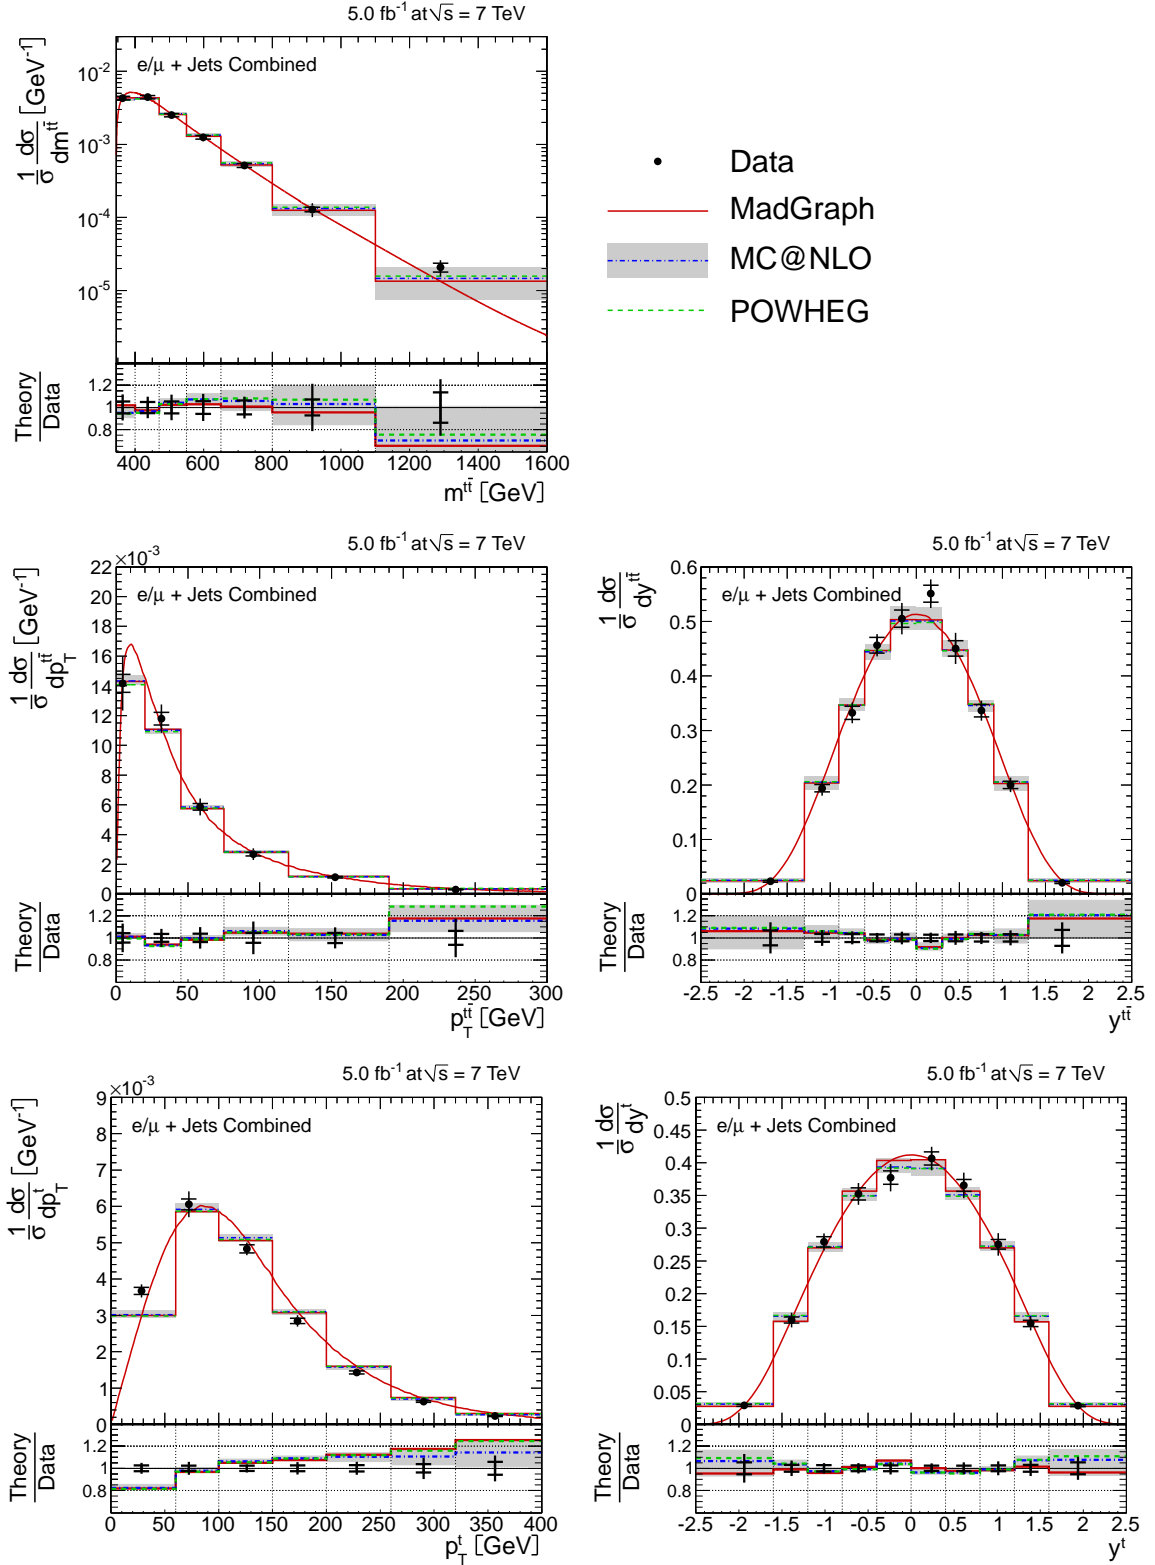 5.0 fb⁻¹ at √s = 7 TeV
e/μ + Jets Combined
1/σ dσ/dm^{tt̄} [GeV⁻¹]
10⁻²
10⁻³
10⁻⁴
10⁻⁵
Theory/Data
1.2
1
0.8
400 600 800 1000 1200 1400 1600
m^{tt̄} [GeV]
Data
MadGraph
MC@NLO
POWHEG
5.0 fb⁻¹ at √s = 7 TeV
×10⁻³
e/μ + Jets Combined
1/σ dσ/dp_T^{tt̄} [GeV⁻¹]
22
20
18
16
14
12
10
8
6
4
2
0
Theory/Data
1.2
1
0.8
0 50 100 150 200 250 300
p_T^{tt̄} [GeV]
5.0 fb⁻¹ at √s = 7 TeV
e/μ + Jets Combined
1/σ dσ/dy^{tt̄}
0.6
0.5
0.4
0.3
0.2
0.1
0
Theory/Data
1.2
1
0.8
-2.5 -2 -1.5 -1 -0.5 0 0.5 1 1.5 2 2.5
y^{tt̄}
5.0 fb⁻¹ at √s = 7 TeV
×10⁻³
e/μ + Jets Combined
1/σ dσ/dp_T^t [GeV⁻¹]
9
8
7
6
5
4
3
2
1
0
Theory/Data
1.2
1
0.8
0 50 100 150 200 250 300 350 400
p_T^t [GeV]
5.0 fb⁻¹ at √s = 7 TeV
e/μ + Jets Combined
1/σ dσ/dy^t
0.5
0.45
0.4
0.35
0.3
0.25
0.2
0.15
0.1
0.05
0
Theory/Data
1.2
1
0.8
-2.5 -2 -1.5 -1 -0.5 0 0.5 1 1.5 2 2.5
y^t